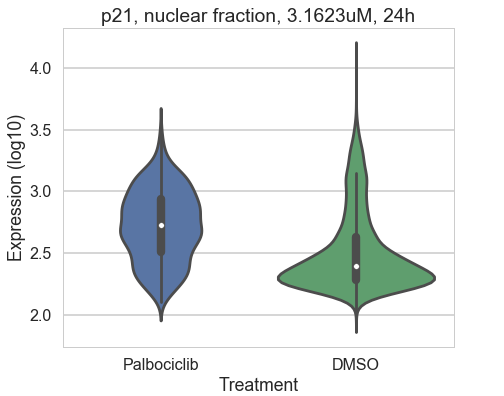 p21, nuclear fraction, 3.1623uM, 24h
Expression (log10)
4.0
3.5
3.0
2.5
2.0
Palbociclib DMSO
Treatment